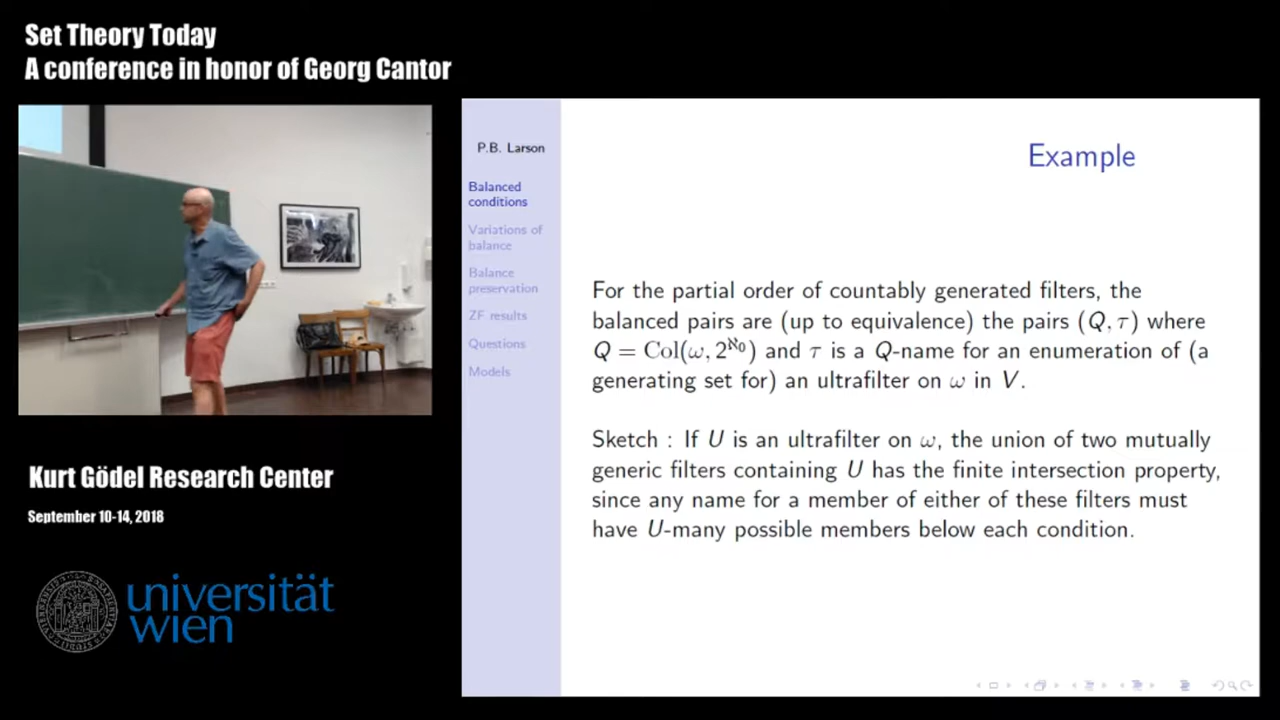 Set Theory Today
A conference in honor of Georg Cantor
P.B. Larson
Balanced
conditions
Variations of
balance
Balance
preservation
ZF results
Questions
Models
Example
For the partial order of countably generated filters, the
balanced pairs are (up to equivalence) the pairs (Q, τ) where
Q = Col(ω, 2^ℵ₀) and τ is a Q-name for an enumeration of (a
generating set for) an ultrafilter on ω in V.
Sketch : If U is an ultrafilter on ω, the union of two mutually
generic filters containing U has the finite intersection property,
since any name for a member of either of these filters must
have U-many possible members below each condition.
Kurt Gödel Research Center
September 10-14, 2018
universität
wien